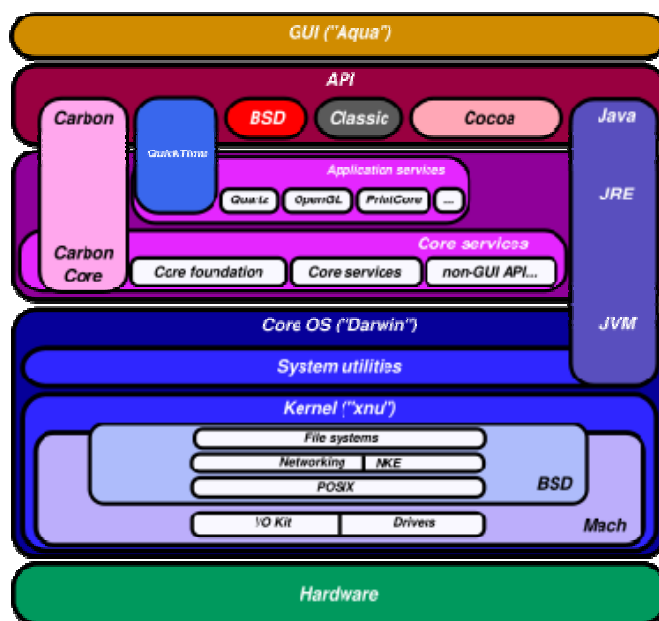 GUI ("Aqua")
API
Carbon
QuickTime
BSD
Classic
Cocoa
Java
Application services
Quartz
OpenGL
PrintCore
...
JRE
Core services
Carbon
Core
Core foundation
Core services
non-GUI API...
Core OS ("Darwin")
JVM
System utilities
Kernel ("xnu")
File systems
Networking
NKE
POSIX
BSD
I/O Kit
Drivers
Mach
Hardware